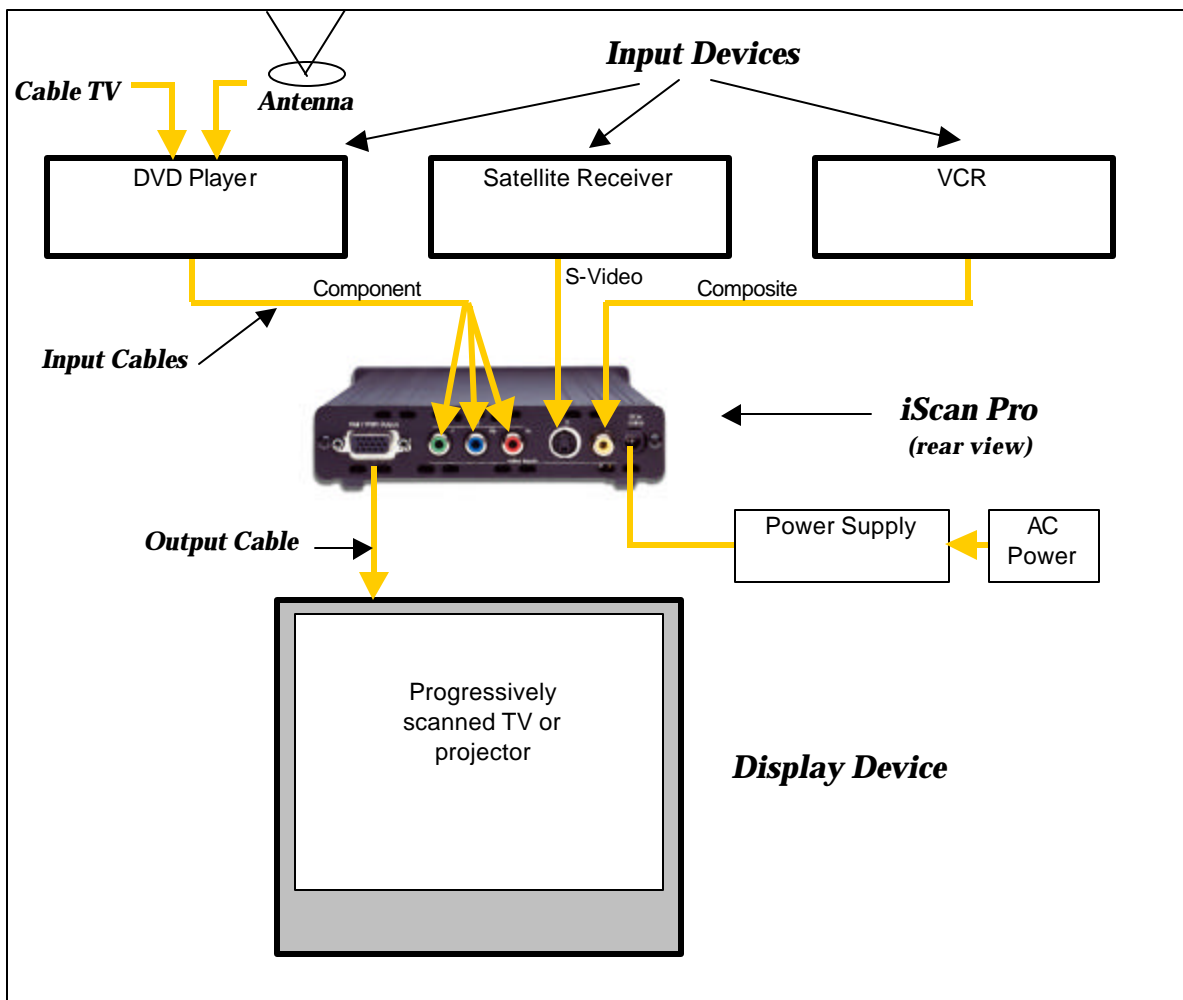 Input Devices
Cable TV
Antenna
DVD Player
Satellite Receiver
VCR
S-Video
Component
Composite
Input Cables
iScan Pro
(rear view)
Output Cable
Power Supply
AC
Power
Progressively
scanned TV or
projector
Display Device